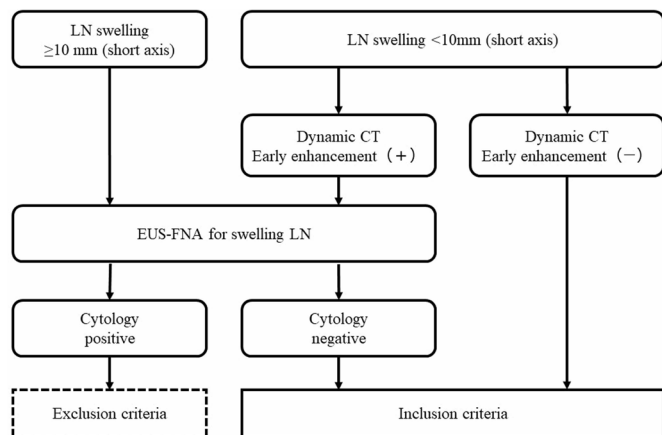 LN swelling
≥10 mm (short axis)
LN swelling <10mm (short axis)
Dynamic CT
Early enhancement（+）
Dynamic CT
Early enhancement（−）
EUS-FNA for swelling LN
Cytology
positive
Cytology
negative
Exclusion criteria
Inclusion criteria